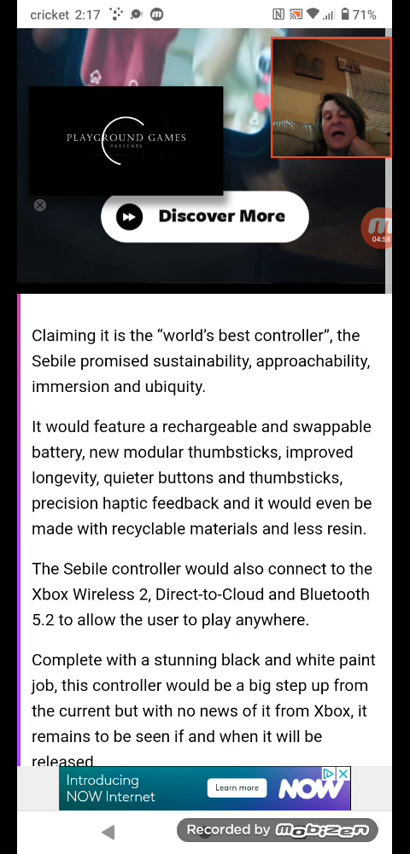 cricket 2:17
71%
PLAYGROUND GAMES
PRESENTS
Discover More
04:58
Claiming it is the “world’s best controller”, the
Sebile promised sustainability, approachability,
immersion and ubiquity.
It would feature a rechargeable and swappable
battery, new modular thumbsticks, improved
longevity, quieter buttons and thumbsticks,
precision haptic feedback and it would even be
made with recyclable materials and less resin.
The Sebile controller would also connect to the
Xbox Wireless 2, Direct-to-Cloud and Bluetooth
5.2 to allow the user to play anywhere.
Complete with a stunning black and white paint
job, this controller would be a big step up from
the current but with no news of it from Xbox, it
remains to be seen if and when it will be
released
Introducing
NOW Internet
Learn more
NOW
Recorded by mobizen